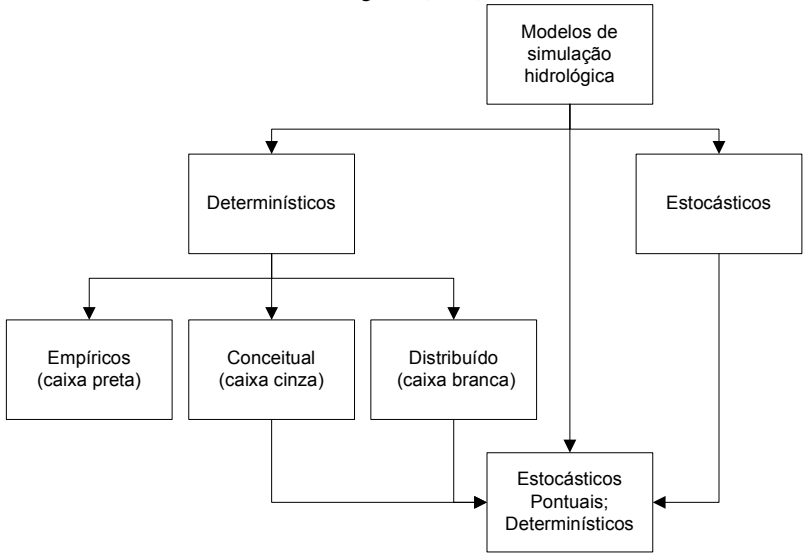 Modelos de
simulação
hidrológica
Determinísticos
Estocásticos
Empíricos
(caixa preta)
Conceitual
(caixa cinza)
Distribuído
(caixa branca)
Estocásticos
Pontuais;
Determinísticos